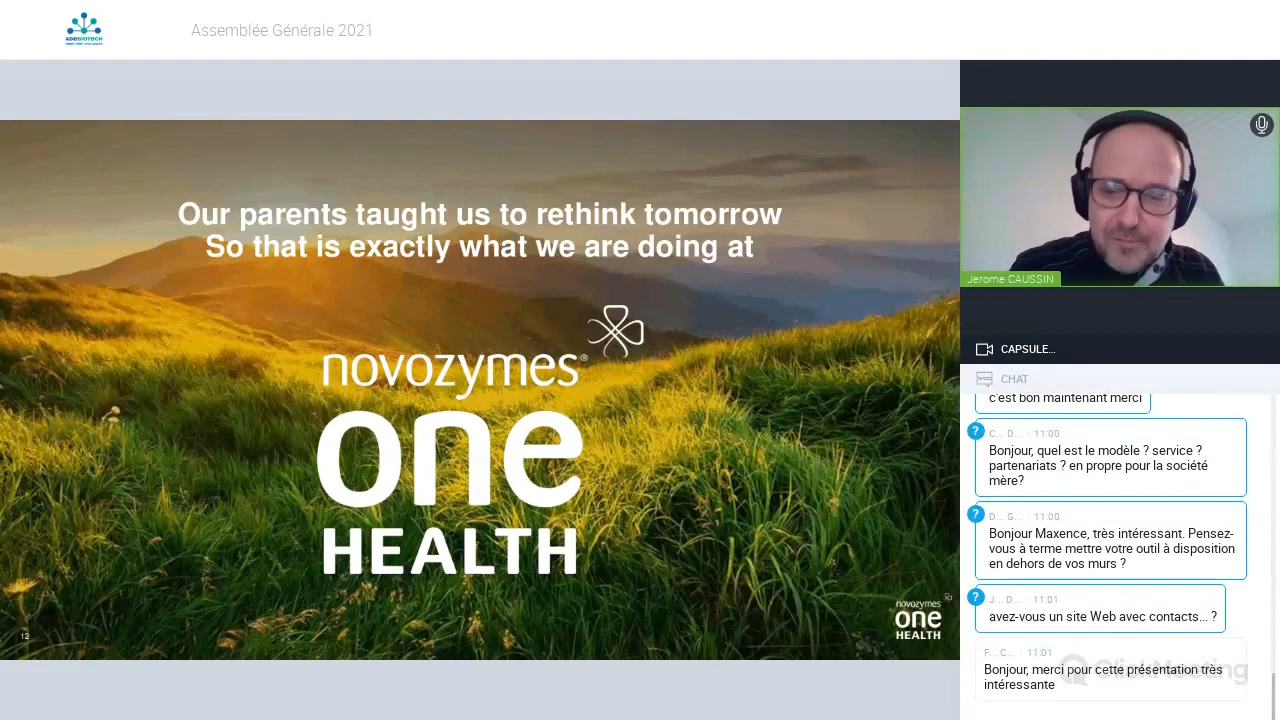 ADEBIOTECH
Assemblée Générale 2021
Our parents taught us to rethink tomorrow
So that is exactly what we are doing at
novozymes®
one
HEALTH
12
novozymes
one
HEALTH
Jerome CAUSSIN
CAPSULE...
CHAT
c'est bon maintenant merci
?
C... D... 11:00
Bonjour, quel est le modèle ? service ?
partenariats ? en propre pour la société
mère?
?
D... G... 11:00
Bonjour Maxence, très intéressant. Pensez-
vous à terme mettre votre outil à disposition
en dehors de vos murs ?
?
J... D... 11:01
avez-vous un site Web avec contacts... ?
F... C... 11:01
Bonjour, merci pour cette présentation très
intéressante
ClickMeeting